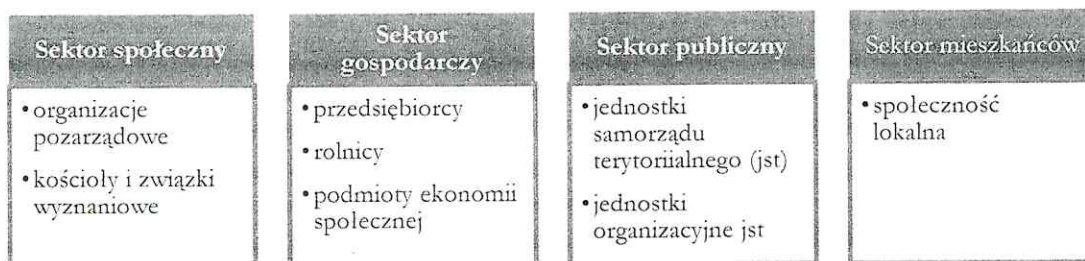 Sektor społeczny
• organizacje
pozarządowe
• kościoły i związki
wyznaniowe
Sektor
gospodarczy
• przedsiębiorcy
• rolnicy
• podmioty ekonomii
społecznej
Sektor publiczny
• jednostki
samorządu
terytoriialnego (jst)
• jednostki
organizacyjne jst
Sektor mieszkańców
• społeczność
lokalna